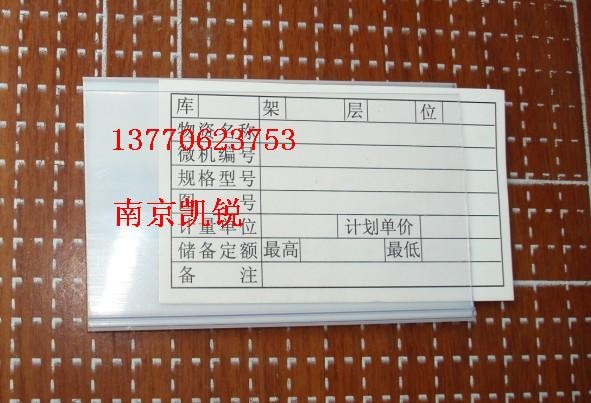 库 架 层 位
物资名称
13770623753
微机编号
规格型号
图 号
南京凯锐
计量单位 计划单价
储备定额 最高 最低
备 注